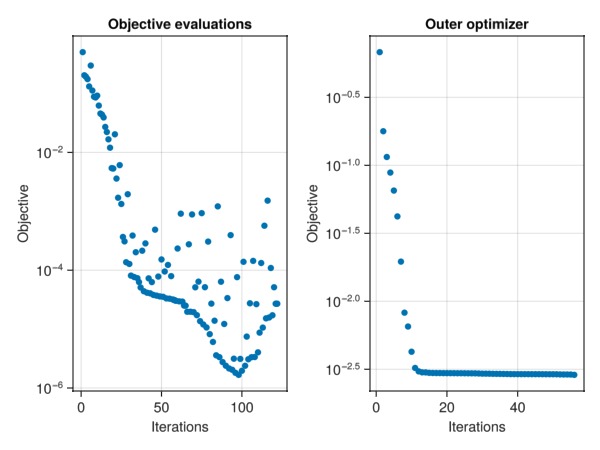 Objective evaluations
Objective
10⁻²
10⁻⁴
10⁻⁶
0 50 100
Iterations
Outer optimizer
Objective
10⁻⁰·⁵
10⁻¹·⁰
10⁻¹·⁵
10⁻²·⁰
10⁻²·⁵
0 20 40
Iterations